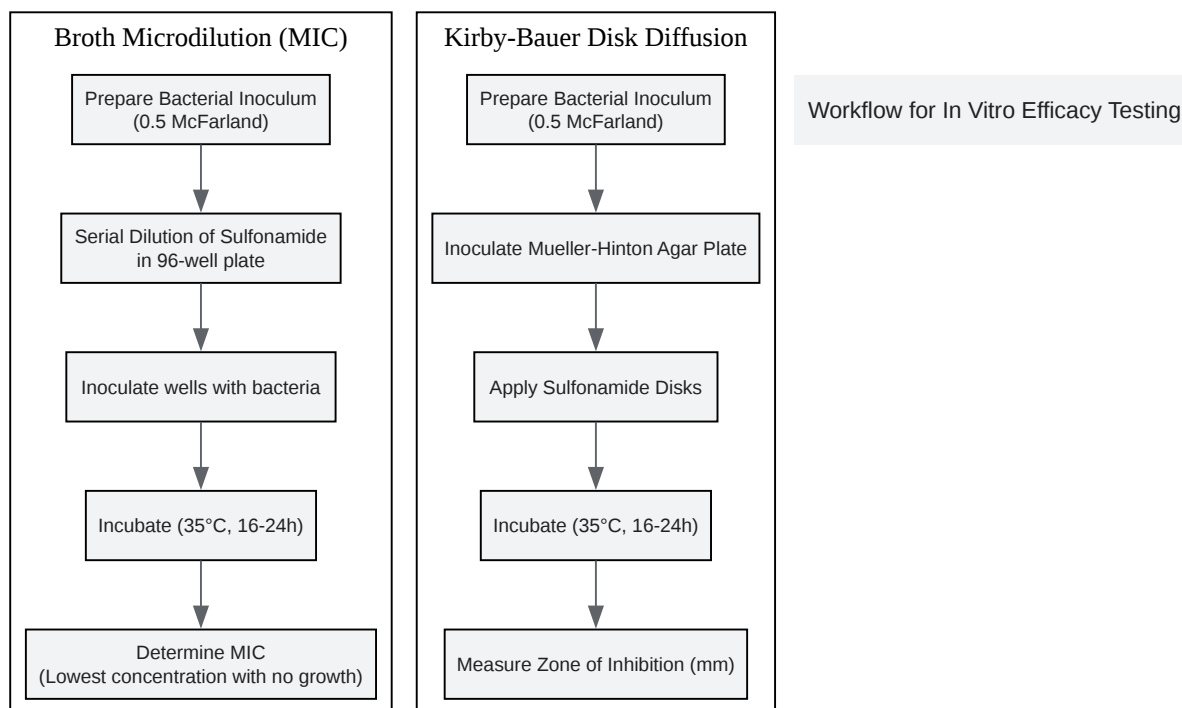 Broth Microdilution (MIC)
Prepare Bacterial Inoculum
(0.5 McFarland)
Serial Dilution of Sulfonamide
in 96-well plate
Inoculate wells with bacteria
Incubate (35°C, 16-24h)
Determine MIC
(Lowest concentration with no growth)
Kirby-Bauer Disk Diffusion
Prepare Bacterial Inoculum
(0.5 McFarland)
Inoculate Mueller-Hinton Agar Plate
Apply Sulfonamide Disks
Incubate (35°C, 16-24h)
Measure Zone of Inhibition (mm)
Workflow for In Vitro Efficacy Testing